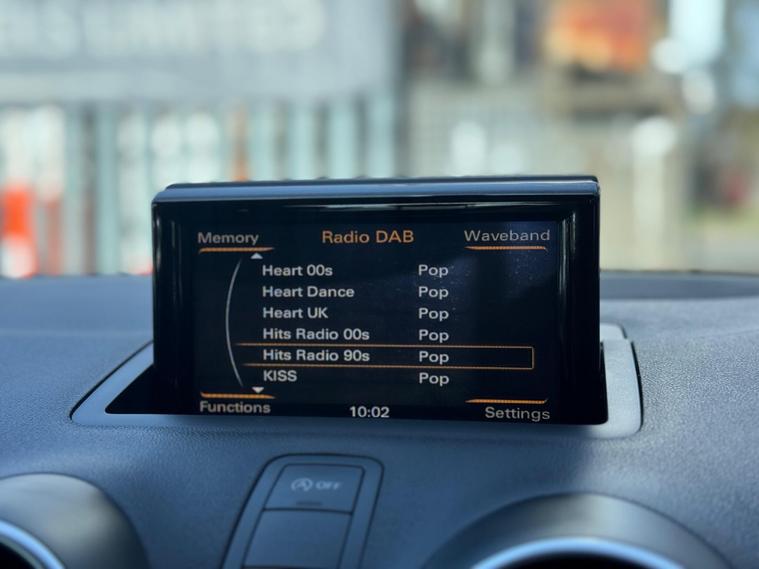 Memory Radio DAB Waveband
Heart 00s Pop
Heart Dance Pop
Heart UK Pop
Hits Radio 00s Pop
Hits Radio 90s Pop
KISS Pop
Functions 10:02 Settings
A OFF